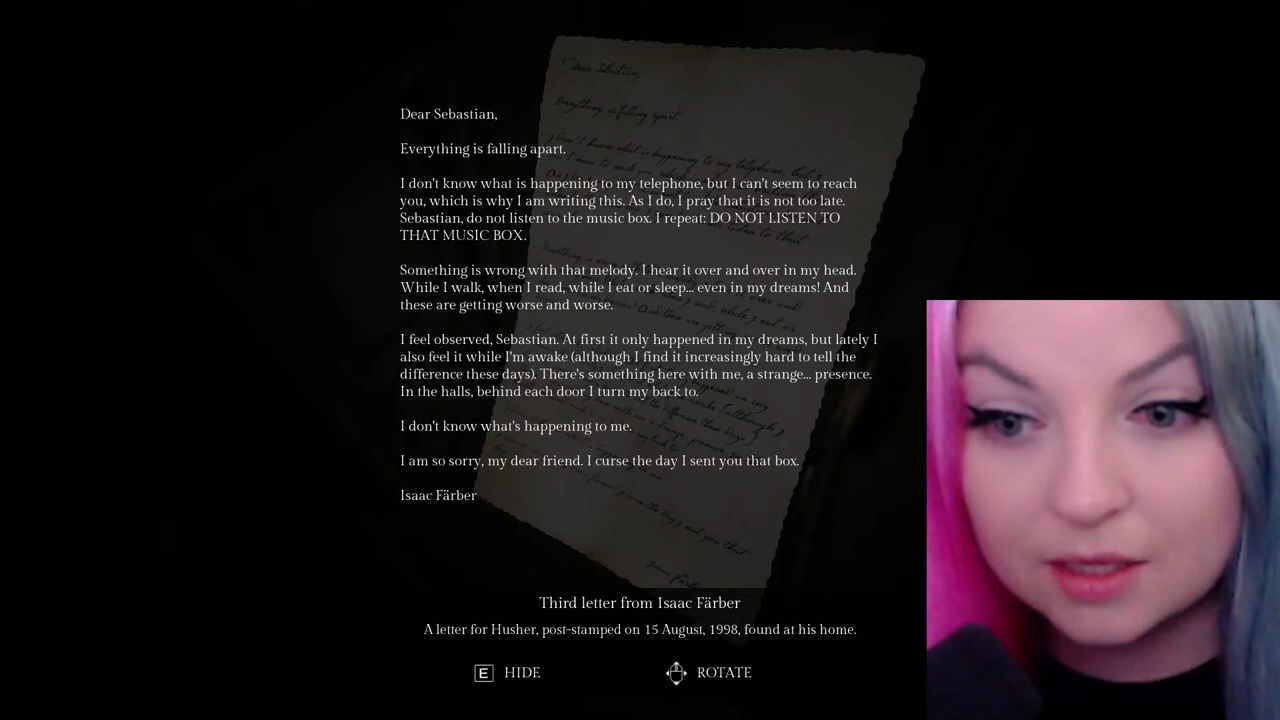 Dear Sebastian,
Everything is falling apart.
I don't know what is happening to my telephone, but I can't seem to reach
you, which is why I am writing this. As I do, I pray that it is not too late.
Sebastian, do not listen to the music box. I repeat: DO NOT LISTEN TO
THAT MUSIC BOX.
Something is wrong with that melody. I hear it over and over in my head.
While I walk, when I read, while I eat or sleep... even in my dreams! And
these are getting worse and worse.
I feel observed, Sebastian. At first it only happened in my dreams, but lately I
also feel it while I'm awake (although I find it increasingly hard to tell the
difference these days). There's something here with me, a strange... presence.
In the halls, behind each door I turn my back to.
I don't know what's happening to me.
I am so sorry, my dear friend. I curse the day I sent you that box.
Isaac Färber
Third letter from Isaac Färber
A letter for Husher, post-stamped on 15 August, 1998, found at his home.
E HIDE
ROTATE